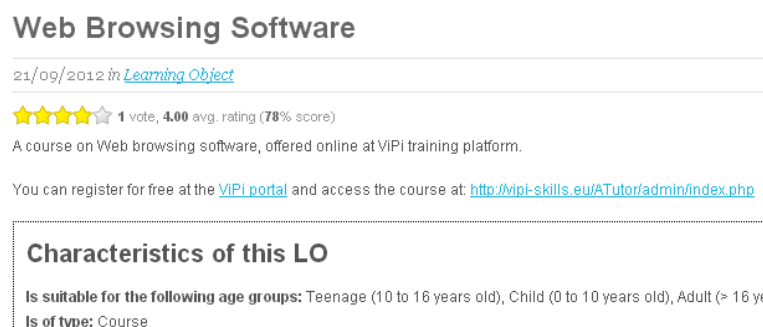 Web Browsing Software
21/09/2012 in Learning Object
1 vote, 4.00 avg. rating (78% score)
A course on Web browsing software, offered online at ViPi training platform.
You can register for free at the ViPi portal and access the course at: http://vipi-skills.eu/ATutor/admin/index.php
Characteristics of this LO
Is suitable for the following age groups: Teenage (10 to 16 years old), Child (0 to 10 years old), Adult (> 16
Is of type: Course